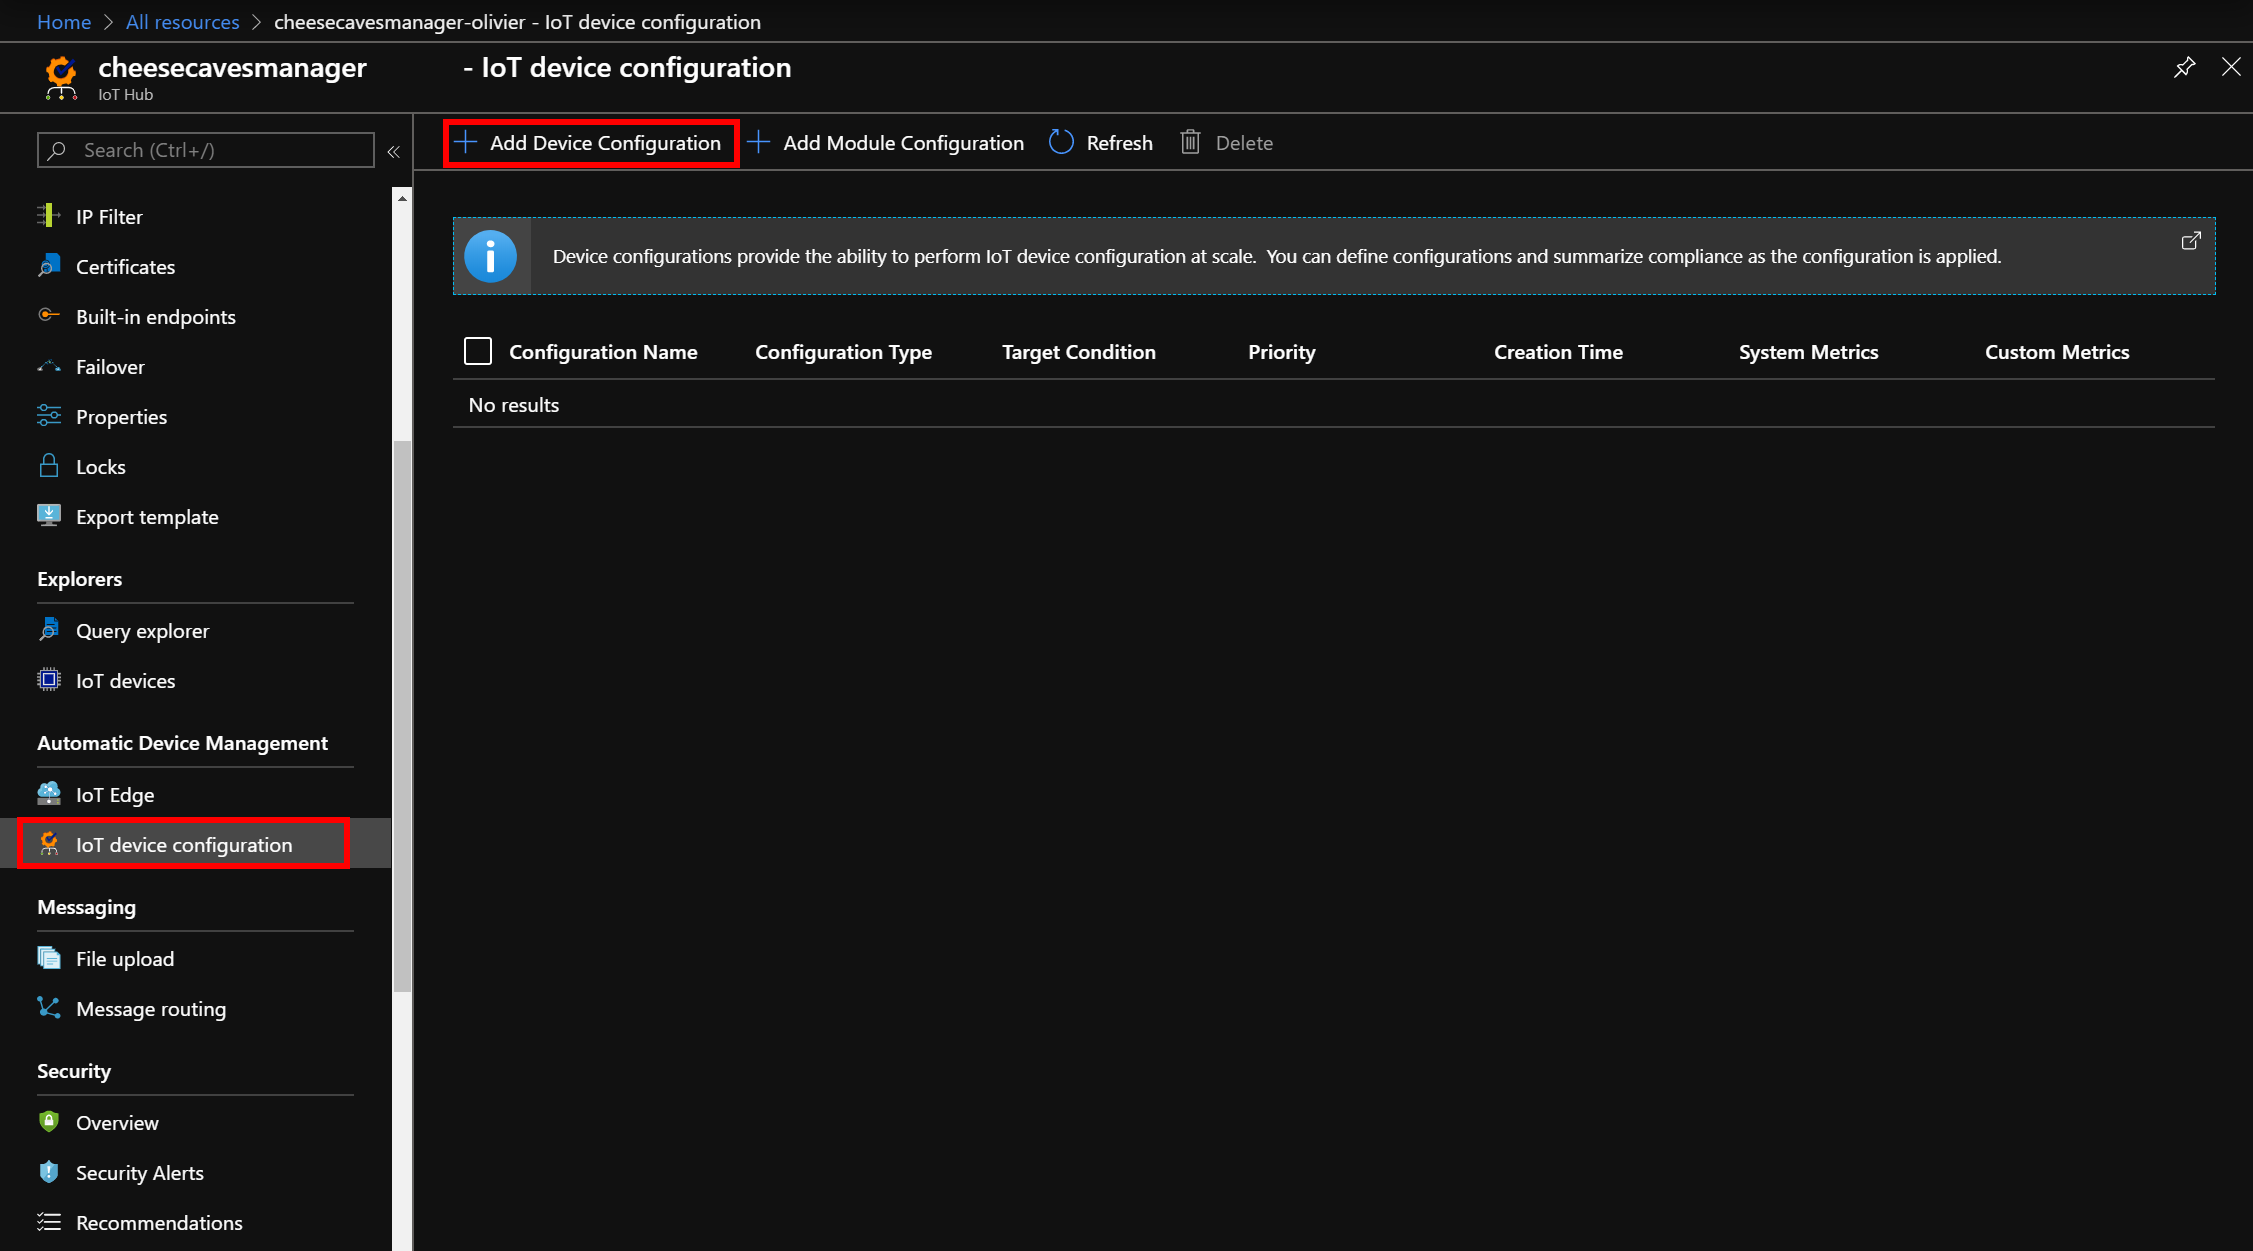 Home > All resources > cheesecavesmanager-olivier - IoT device configuration
cheesecavesmanager - IoT device configuration
IoT Hub
Search (Ctrl+/)
«
Add Device Configuration
Add Module Configuration
Refresh
Delete
IP Filter
Certificates
Built-in endpoints
Failover
Properties
Locks
Export template
Explorers
Query explorer
IoT devices
Automatic Device Management
IoT Edge
IoT device configuration
Messaging
File upload
Message routing
Security
Overview
Security Alerts
Recommendations
Device configurations provide the ability to perform IoT device configuration at scale.  You can define configurations and summarize compliance as the configuration is applied.
Configuration Name Configuration Type Target Condition Priority Creation Time System Metrics Custom Metrics
No results